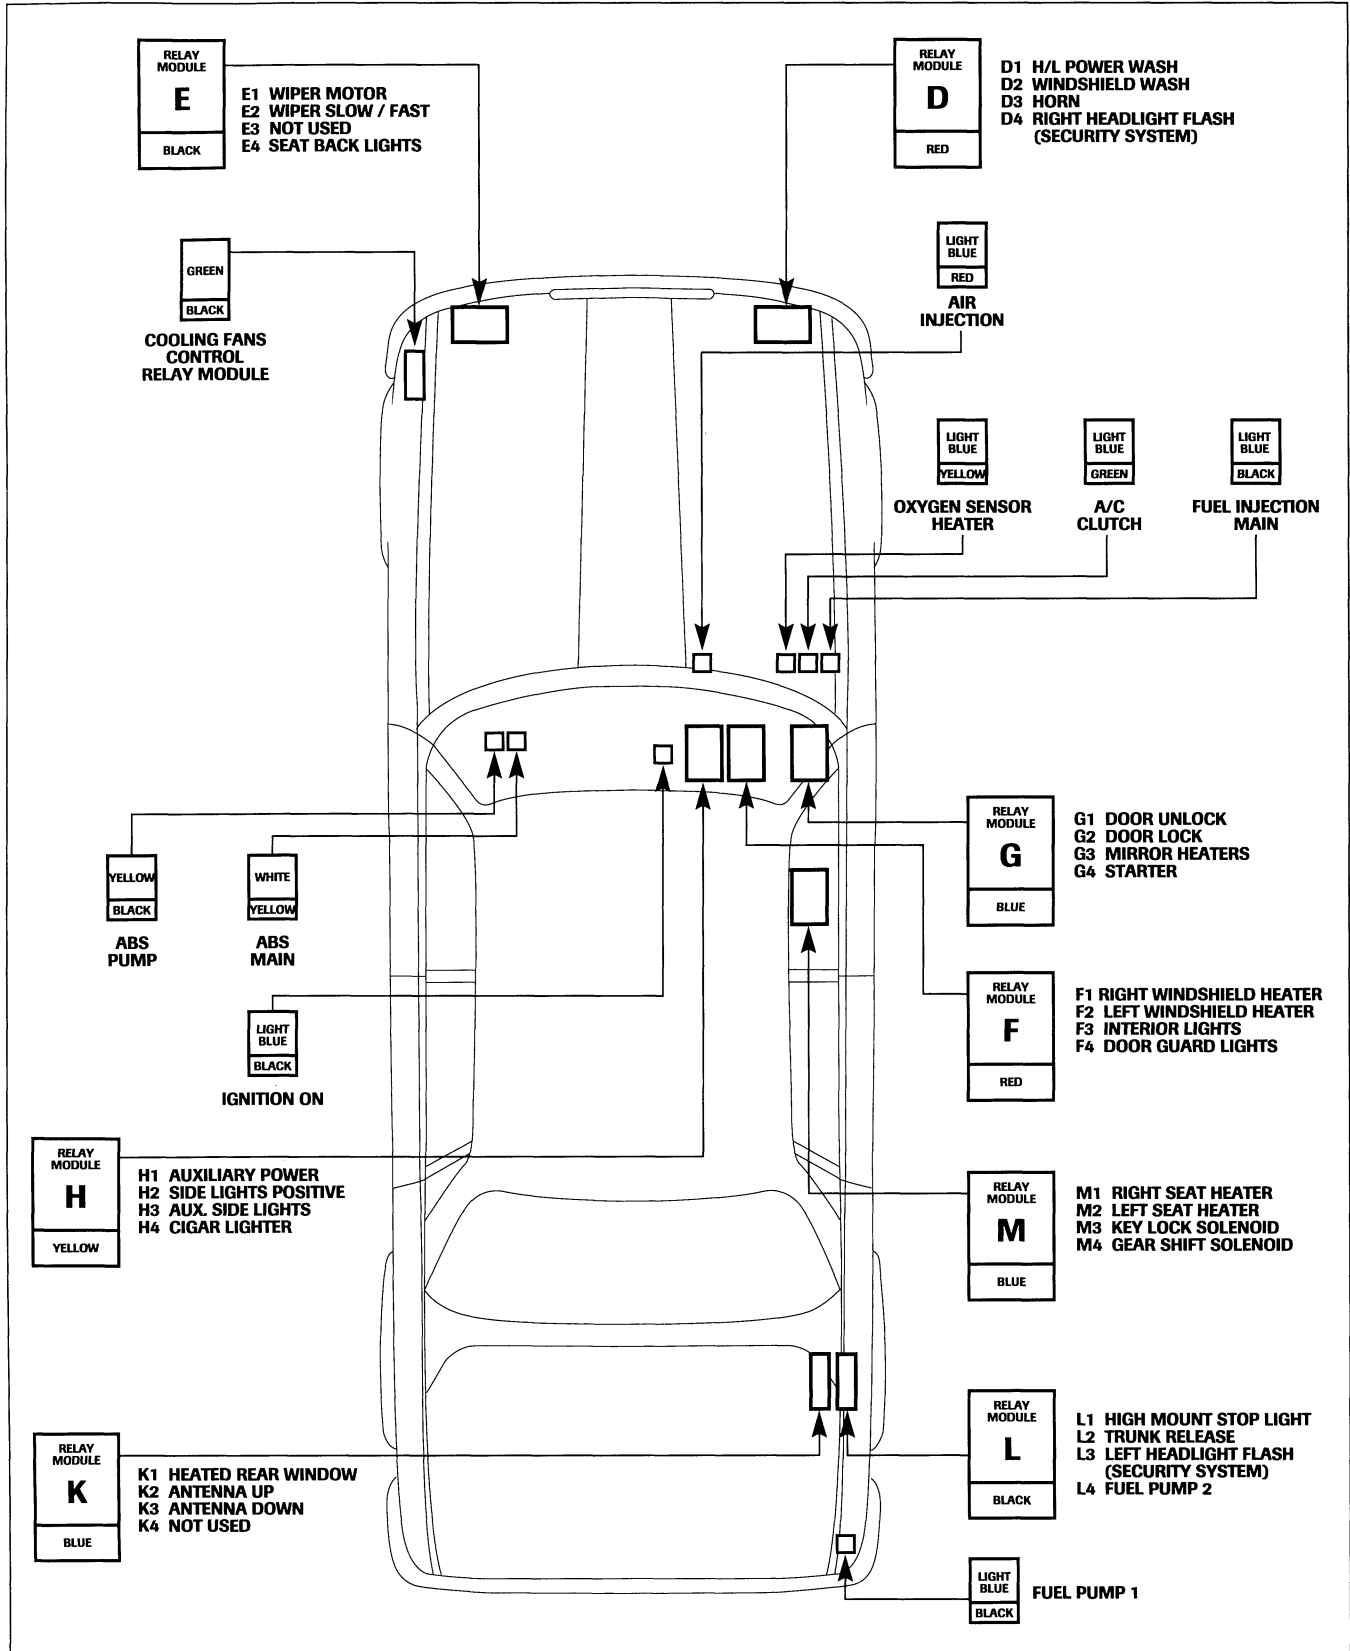 RELAY
MODULE
E
BLACK
E1 WIPER MOTOR
E2 WIPER SLOW / FAST
E3 NOT USED
E4 SEAT BACK LIGHTS
RELAY
MODULE
D
RED
D1 H/L POWER WASH
D2 WINDSHIELD WASH
D3 HORN
D4 RIGHT HEADLIGHT FLASH
(SECURITY SYSTEM)
GREEN
BLACK
COOLING FANS
CONTROL
RELAY MODULE
LIGHT
BLUE
RED
AIR
INJECTION
LIGHT
BLUE
YELLOW
OXYGEN SENSOR
HEATER
LIGHT
BLUE
GREEN
A/C
CLUTCH
LIGHT
BLUE
BLACK
FUEL INJECTION
MAIN
YELLOW
BLACK
ABS
PUMP
WHITE
YELLOW
ABS
MAIN
RELAY
MODULE
G
BLUE
G1 DOOR UNLOCK
G2 DOOR LOCK
G3 MIRROR HEATERS
G4 STARTER
LIGHT
BLUE
BLACK
IGNITION ON
RELAY
MODULE
F
RED
F1 RIGHT WINDSHIELD HEATER
F2 LEFT WINDSHIELD HEATER
F3 INTERIOR LIGHTS
F4 DOOR GUARD LIGHTS
RELAY
MODULE
H
YELLOW
H1 AUXILIARY POWER
H2 SIDE LIGHTS POSITIVE
H3 AUX. SIDE LIGHTS
H4 CIGAR LIGHTER
RELAY
MODULE
M
BLUE
M1 RIGHT SEAT HEATER
M2 LEFT SEAT HEATER
M3 KEY LOCK SOLENOID
M4 GEAR SHIFT SOLENOID
RELAY
MODULE
K
BLUE
K1 HEATED REAR WINDOW
K2 ANTENNA UP
K3 ANTENNA DOWN
K4 NOT USED
RELAY
MODULE
L
BLACK
L1 HIGH MOUNT STOP LIGHT
L2 TRUNK RELEASE
L3 LEFT HEADLIGHT FLASH
(SECURITY SYSTEM)
L4 FUEL PUMP 2
LIGHT
BLUE
BLACK
FUEL PUMP 1